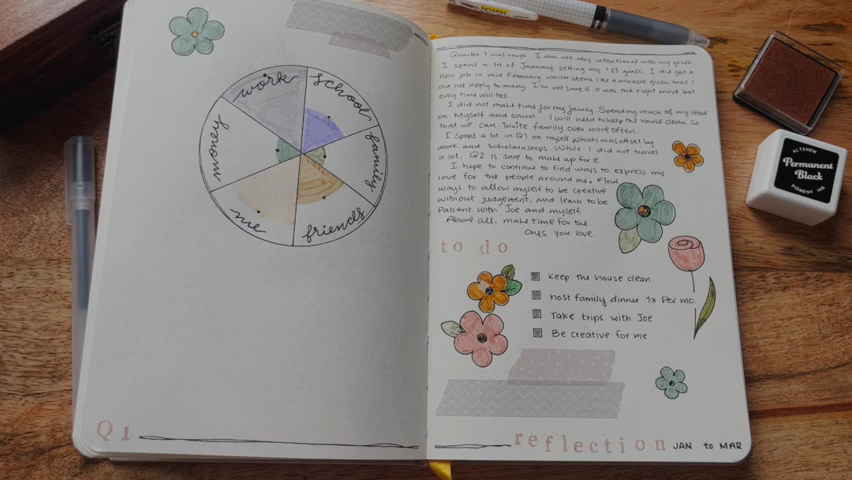 work
school
family
friends
me
money
Q1
Quarter 1 was rough. I was not very intentional with my goals.
I spend a lot of January setting my '23 goals. I did get a
new job in mid February which seems like a miracle given that I
did not apply to many. I'm not sure if it was the right move but
only time will tell.
I did not make time for my family. Spending much of my
on Myself and school. I will need to keep the house clean so
that we can invite family over more often.
I spent a lot in Q1 on myself which was offset by
work and scholarships. While I did not travel
a lot, Q2 is sure to make up for it.
I hope to continue to find ways to express my
love for the people around me. Find
ways to allow myself to be creative
without judgement, and learn to be
Patient with Joe and myself.
Above all, make time for the
ones you love.
to do
Keep the house clean
host family dinner 1x Per mo.
Take trips with Joe
Be creative for me
reflection JAN to MAR
ALTENEW
Permanent
Black
PIGMENT INK